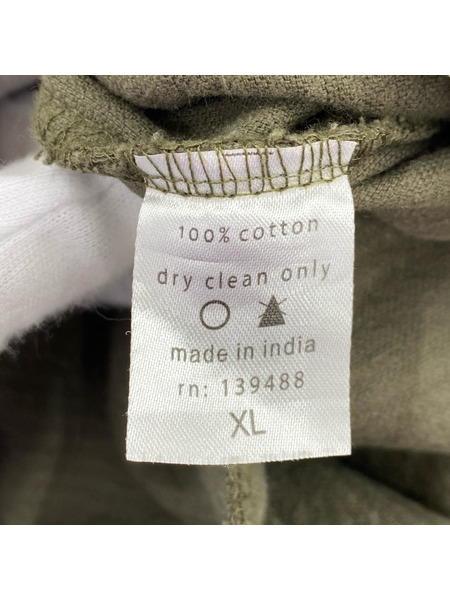 100% cotton
dry clean only
made in india
rn: 139488
XL